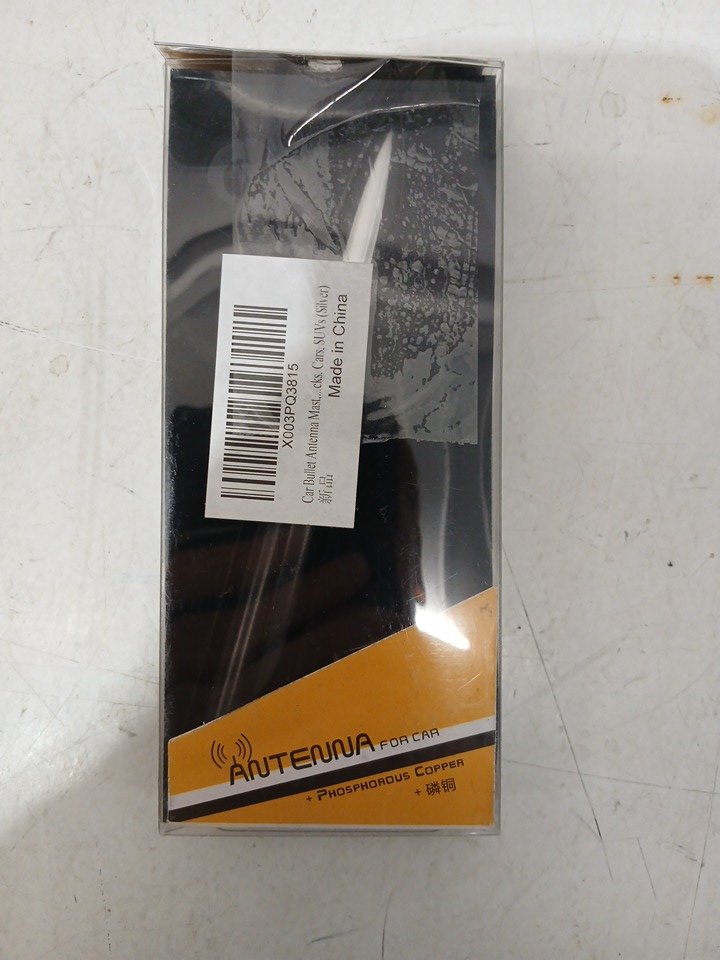 X003PQ3815
Car Bullet Antenna Mast...cks, Cars, SUVs (Silver)
新品
Made in China
ANTENNA FOR CAR
+ PHOSPHOROUS COPPER
+ 磷铜